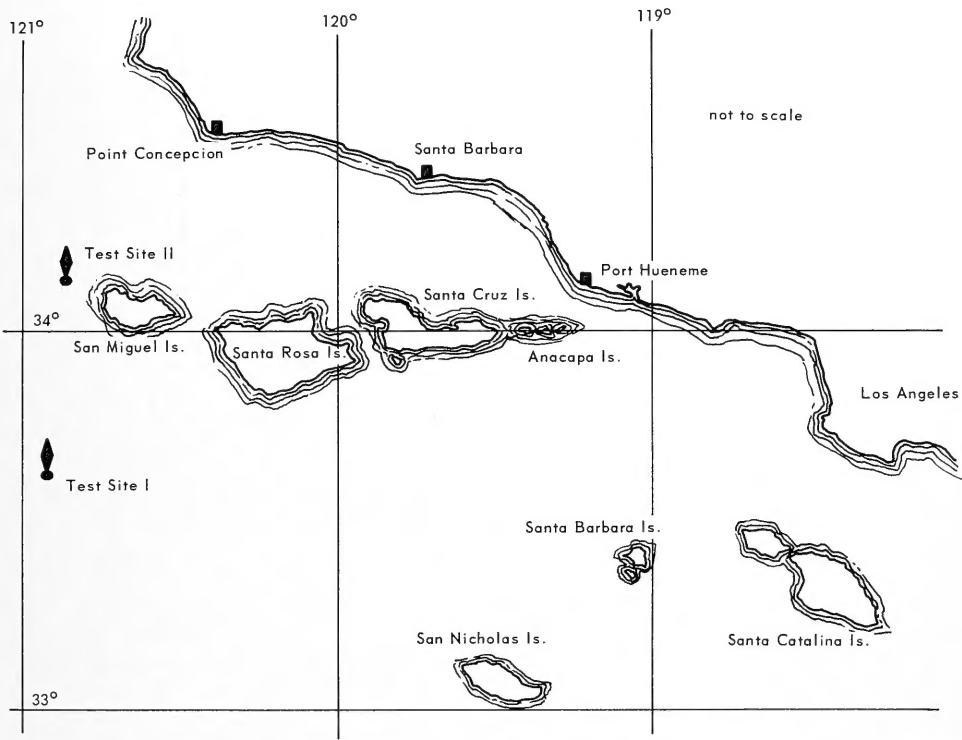 121°
120°
119°
not to scale
Point Concepcion
Santa Barbara
Test Site II
Port Hueneme
Santa Cruz Is.
34°
San Miguel Is.
Santa Rosa Is.
Anacapa Is.
Los Angeles
Test Site I
Santa Barbara Is.
San Nicholas Is.
Santa Catalina Is.
33°